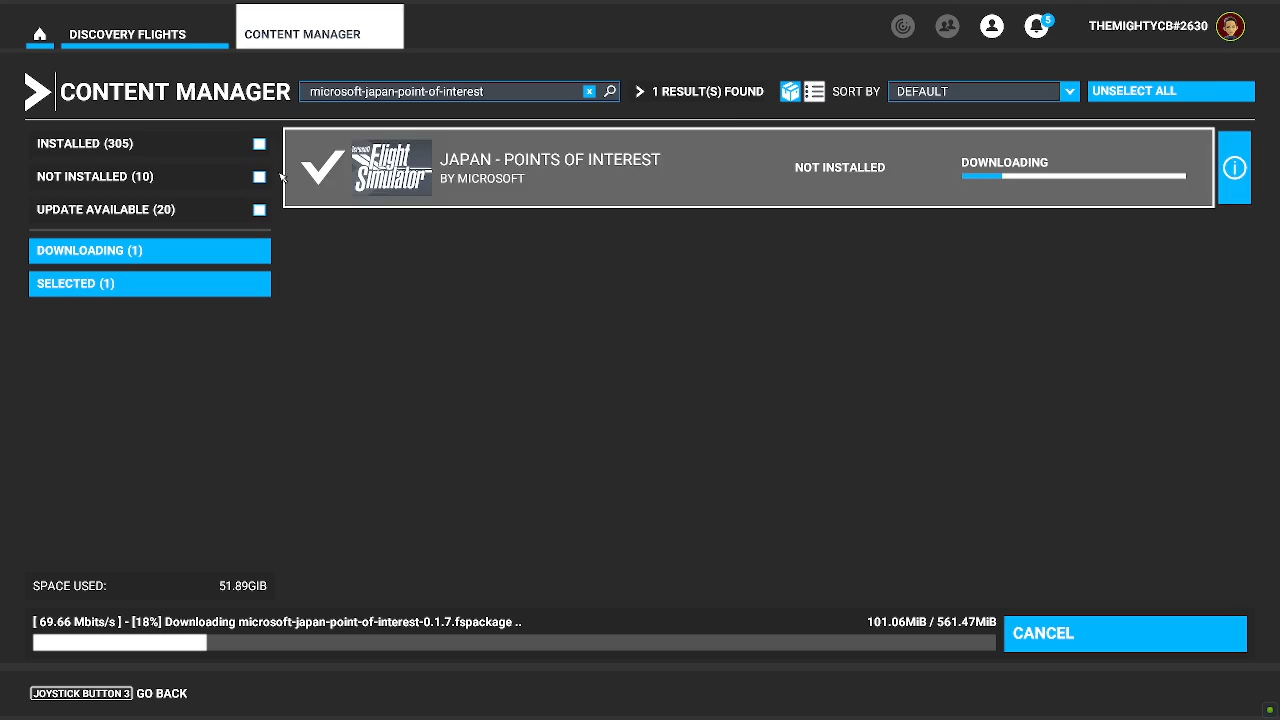 DISCOVERY FLIGHTS
CONTENT MANAGER
5
THEMIGHTYCB#2630
CONTENT MANAGER
microsoft-japan-point-of-interest
x
1 RESULT(S) FOUND
SORT BY
DEFAULT
UNSELECT ALL
INSTALLED (305)
NOT INSTALLED (10)
UPDATE AVAILABLE (20)
DOWNLOADING (1)
SELECTED (1)
Microsoft
Flight
Simulator
JAPAN - POINTS OF INTEREST
BY MICROSOFT
NOT INSTALLED
DOWNLOADING
SPACE USED: 51.89GIB
[ 69.66 Mbits/s ] - [18%] Downloading microsoft-japan-point-of-interest-0.1.7.fspackage .. 101.06MiB / 561.47MiB
CANCEL
JOYSTICK BUTTON 3 GO BACK